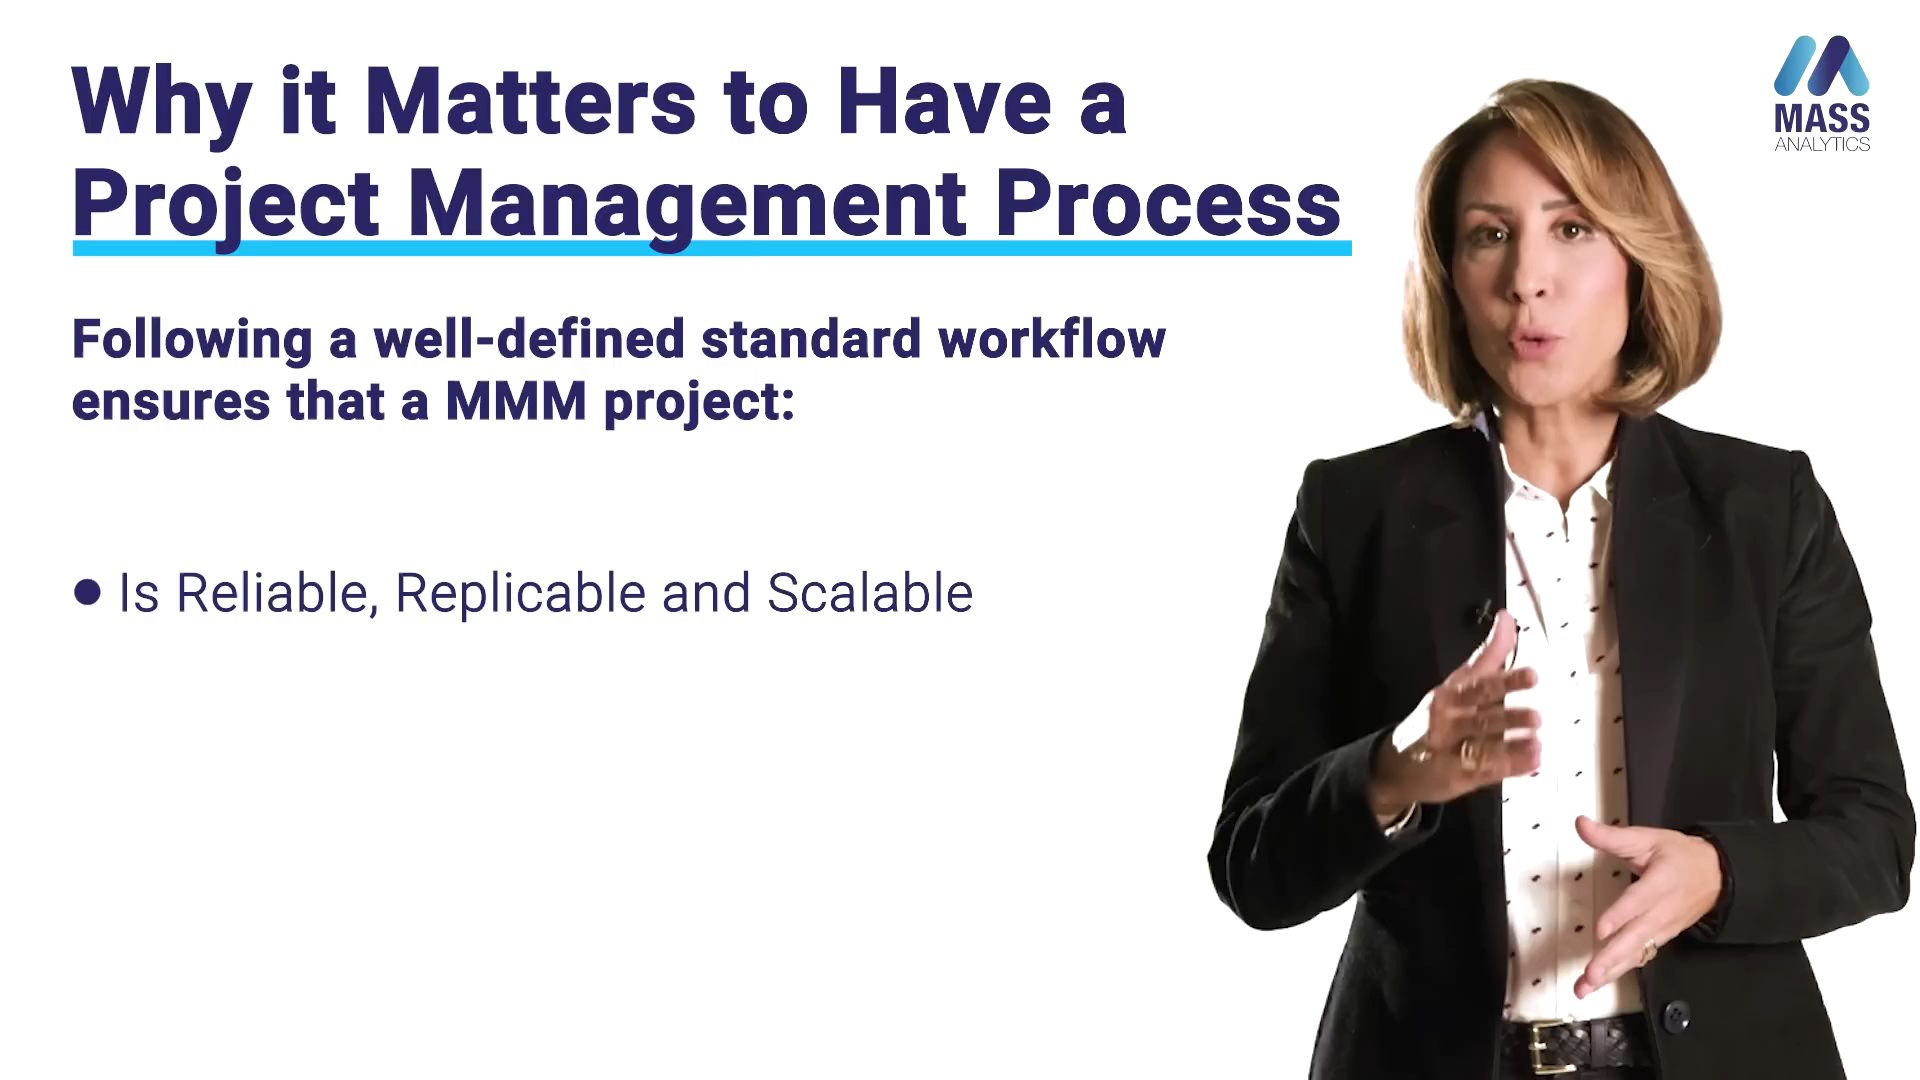 Why it Matters to Have a
Project Management Process
MASS
ANALYTICS
Following a well-defined standard workflow
ensures that a MMM project:
Is Reliable, Replicable and Scalable